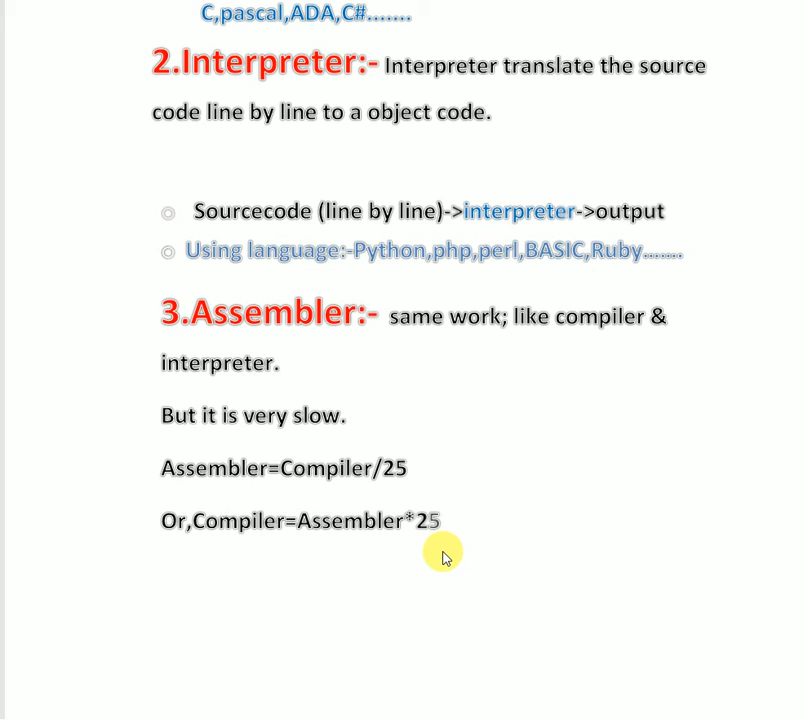 C,pascal,ADA,C#.......
2.Interpreter:- Interpreter translate the source
code line by line to a object code.
Sourcecode (line by line)->interpreter->output
Using language:-Python,php,perl,BASIC,Ruby.......
3.Assembler:- same work; like compiler &
interpreter.
But it is very slow.
Assembler=Compiler/25
Or,Compiler=Assembler*25